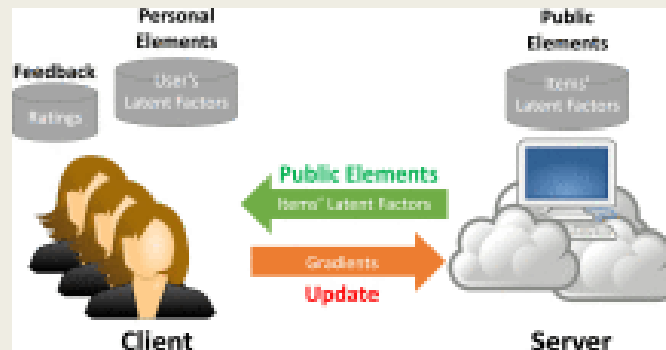 Personal
Elements
Public
Elements
Feedback
User's
Latent Factors
Items'
Latent Factors
Ratings
Public Elements
Items' Latent Factors
Gradients
Update
Client
Server